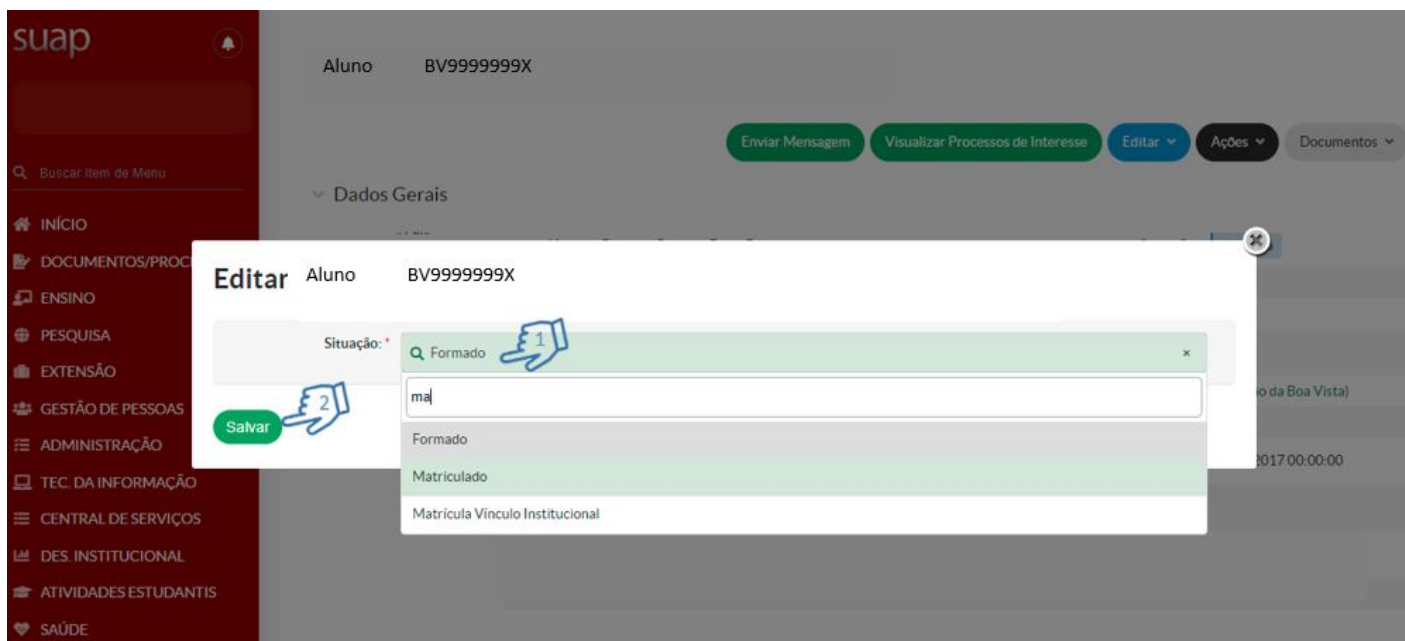 suap
Aluno BV9999999X
Enviar Mensagem Visualizar Processos de Interesse Editar Ações Documentos
Buscar Item de Menu
Dados Gerais
INÍCIO
DOCUMENTOS/PROC
ENSINO
PESQUISA
EXTENSÃO
GESTÃO DE PESSOAS
ADMINISTRAÇÃO
TEC. DA INFORMAÇÃO
CENTRAL DE SERVIÇOS
DES. INSTITUCIONAL
ATIVIDADES ESTUDANTIS
SAÚDE
Editar Aluno BV9999999X
Situação: * Formado 1
ma
Salvar 2
Formado
Matriculado
Matrícula Vínculo Institucional
o da Boa Vista)
2017 00:00:00